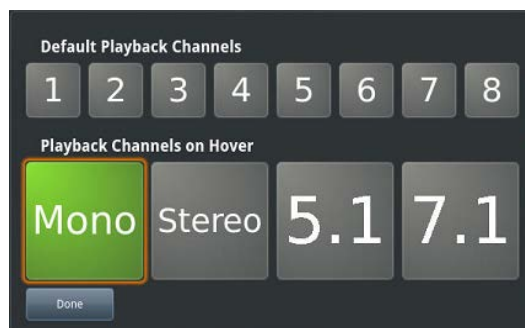 Default Playback Channels
1 2 3 4 5 6 7 8
Playback Channels on Hover
Mono Stereo 5.1 7.1
Done